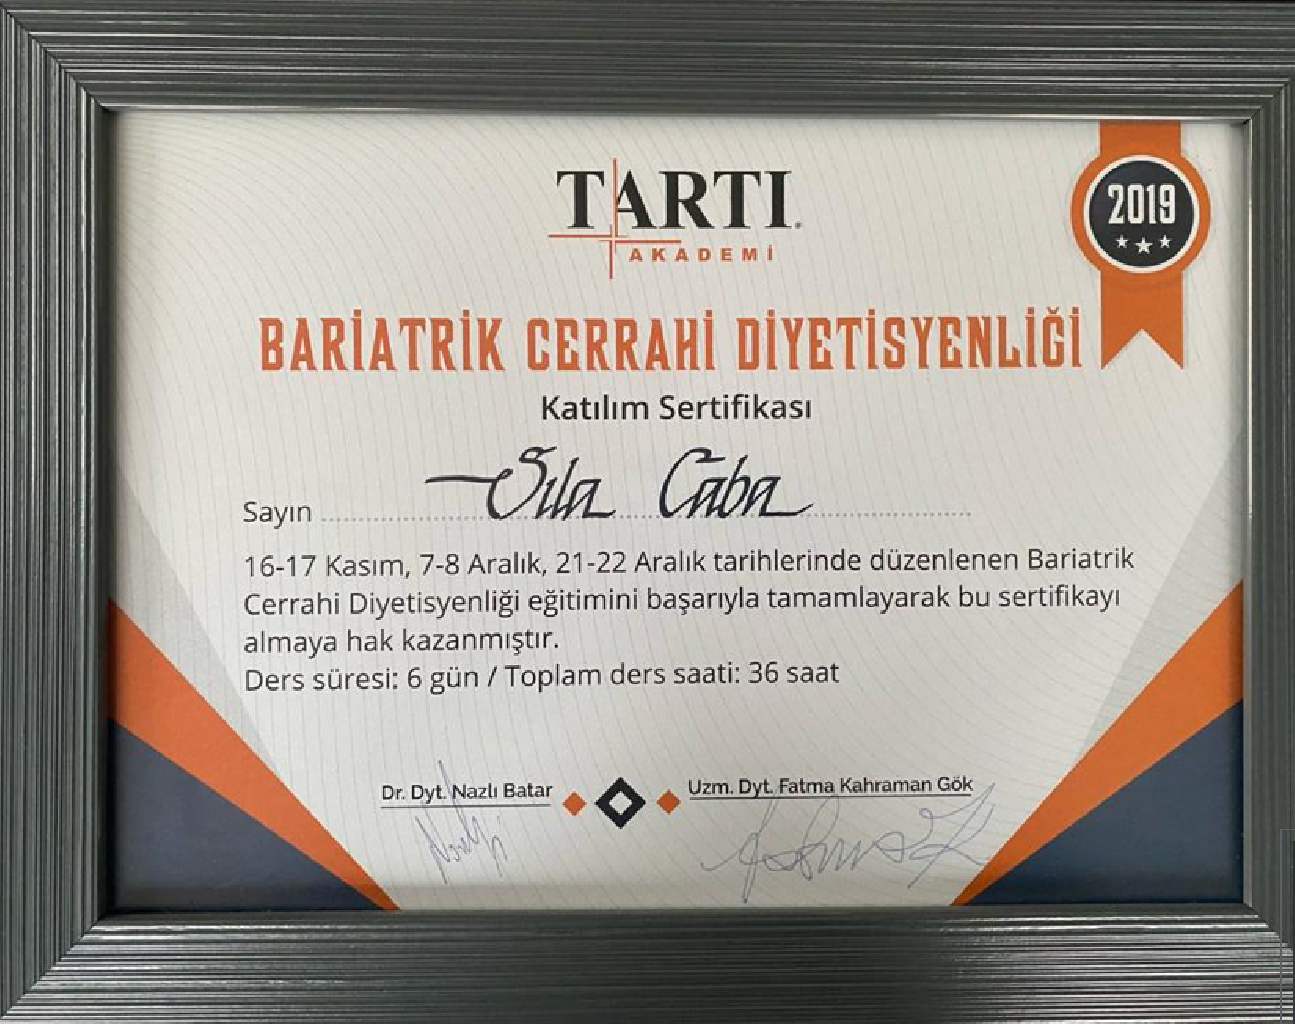 TARTI
AKADEMİ
2019
BARİATRİK CERRAHİ DİYETİSYENLİĞİ
Katılım Sertifikası
Sayın Sıla Caba
16-17 Kasım, 7-8 Aralık, 21-22 Aralık tarihlerinde düzenlenen Bariatrik
Cerrahi Diyetisyenliği eğitimini başarıyla tamamlayarak bu sertifikayı
almaya hak kazanmıştır.
Ders süresi: 6 gün / Toplam ders saati: 36 saat
Dr. Dyt. Nazlı Batar Uzm. Dyt. Fatma Kahraman Gök